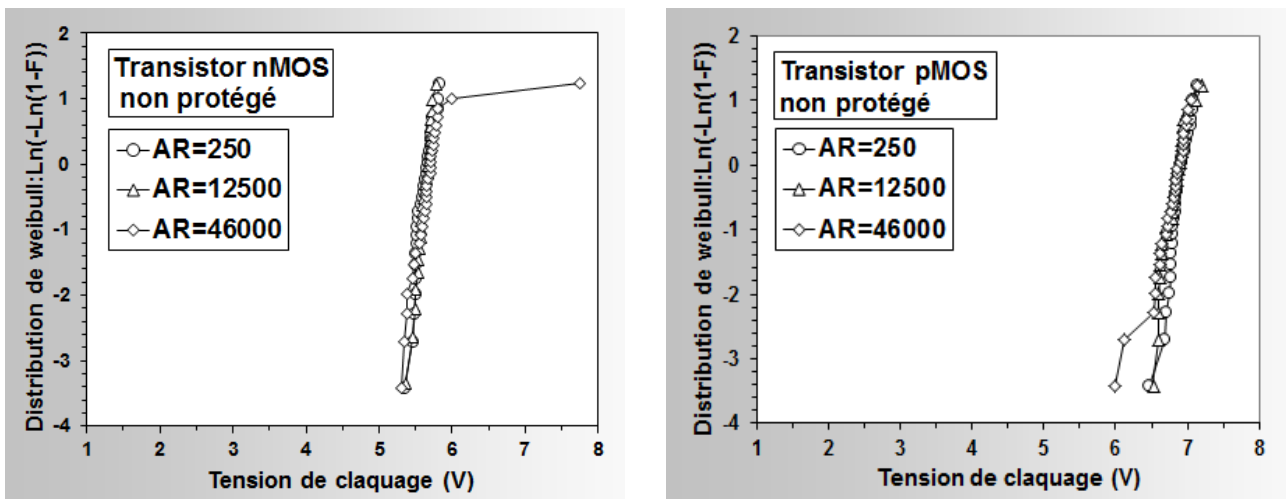 Transistor nMOS
non protégé
AR=250
AR=12500
AR=46000
Distribution de weibull:Ln(-Ln(1-F))
2
1
0
-1
-2
-3
-4
1
2
3
4
5
6
7
8
Tension de claquage (V)
Transistor pMOS
non protégé
AR=250
AR=12500
AR=46000
Distribution de weibull:Ln(-Ln(1-F))
2
1
0
-1
-2
-3
-4
1
2
3
4
5
6
7
8
Tension de claquage (V)